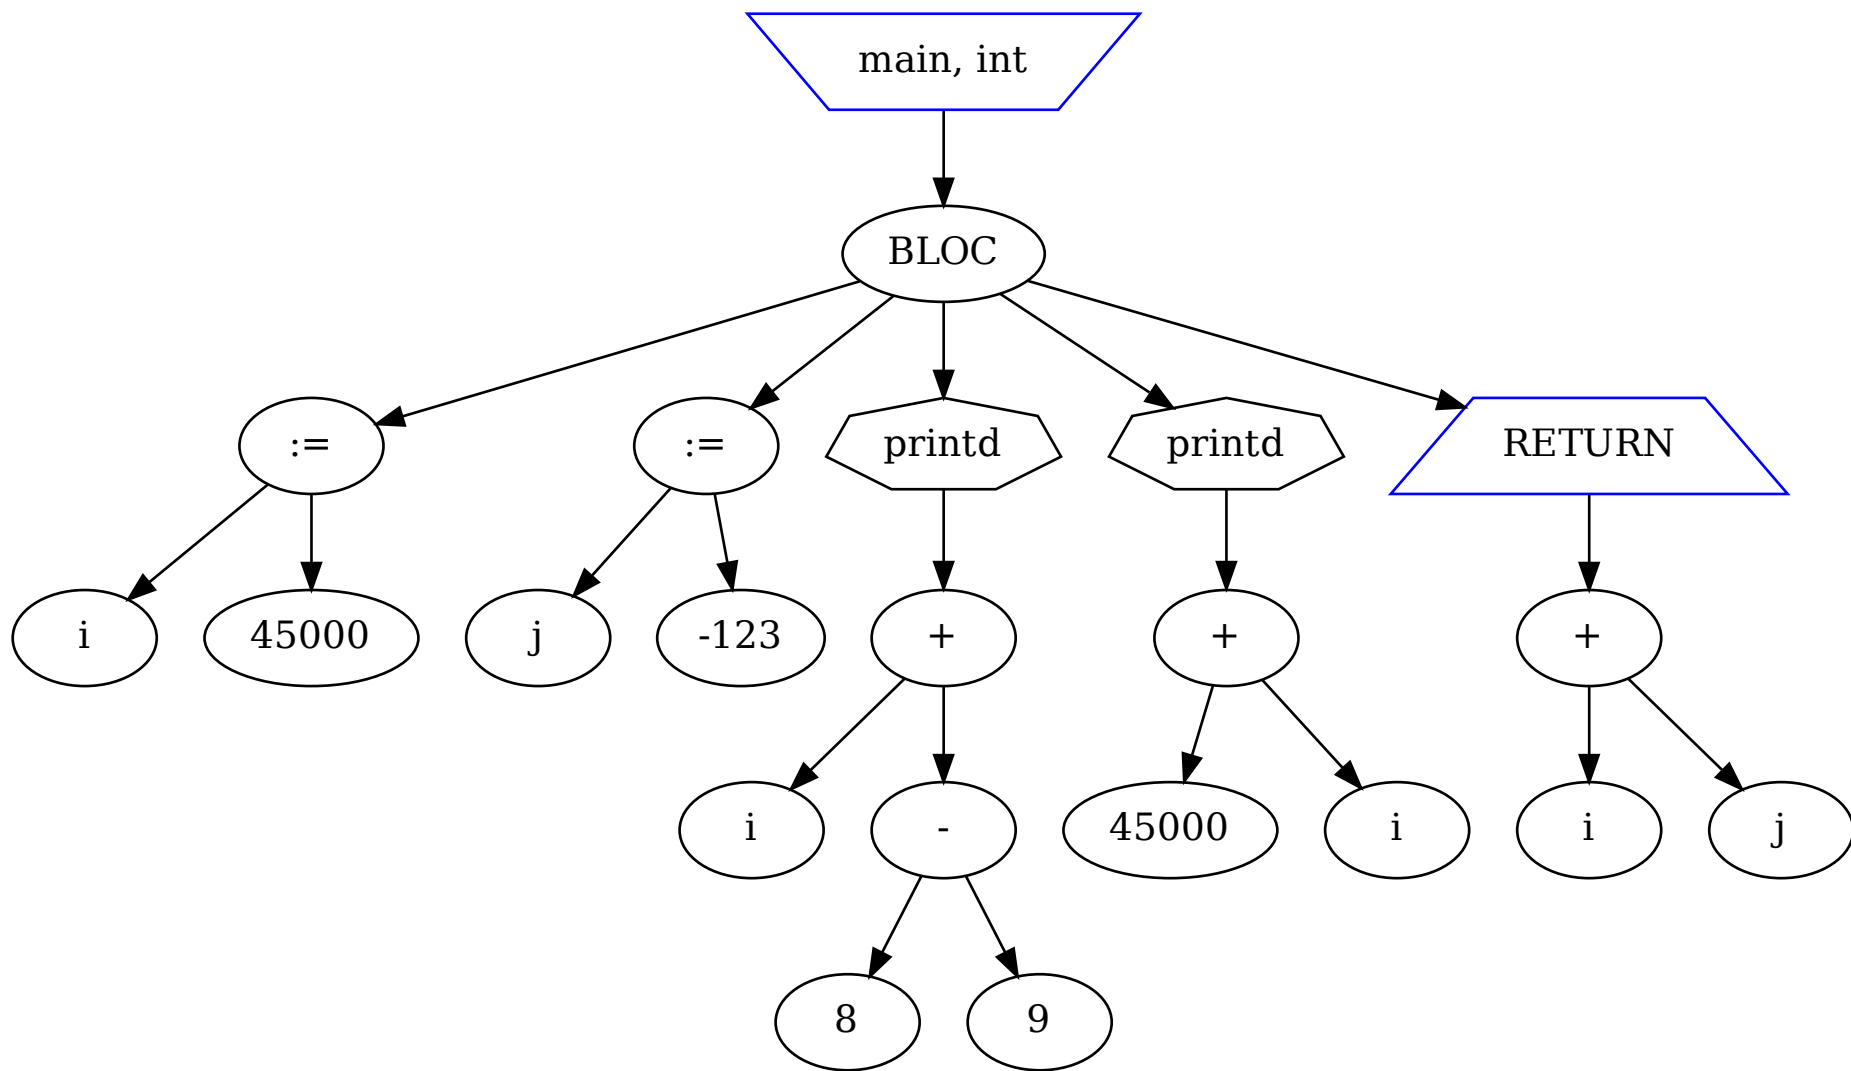 main, int
BLOC
:=
:=
printd
printd
RETURN
i
45000
j
-123
+
+
+
i
-
45000
i
i
j
8
9